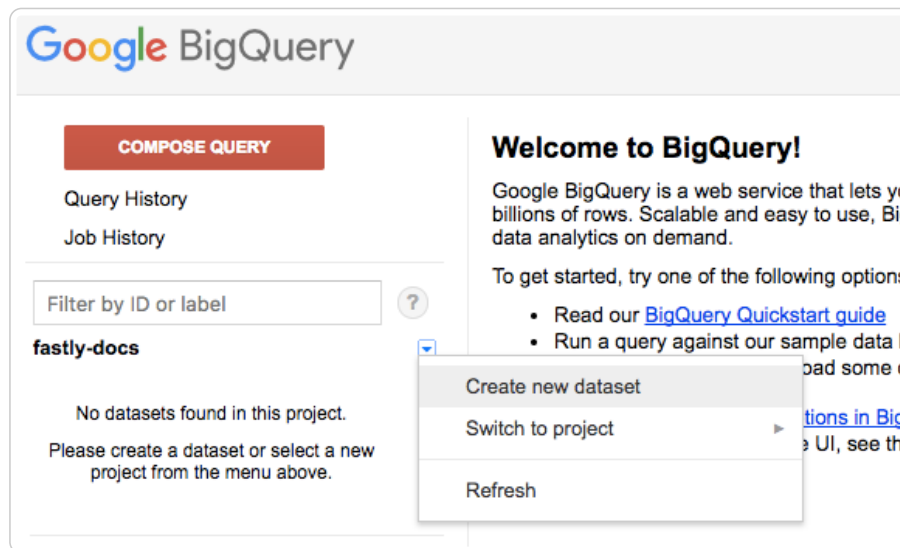 Google BigQuery
COMPOSE QUERY
Query History
Job History
Filter by ID or label
?
fastly-docs
No datasets found in this project.
Please create a dataset or select a new
project from the menu above.
Welcome to BigQuery!
Google BigQuery is a web service that lets
billions of rows. Scalable and easy to use,
data analytics on demand.
To get started, try one of the following
• Read our BigQuery Quickstart guide
• Run a query against our sample data
some
in
UI, see
Create new dataset
Switch to project
Refresh